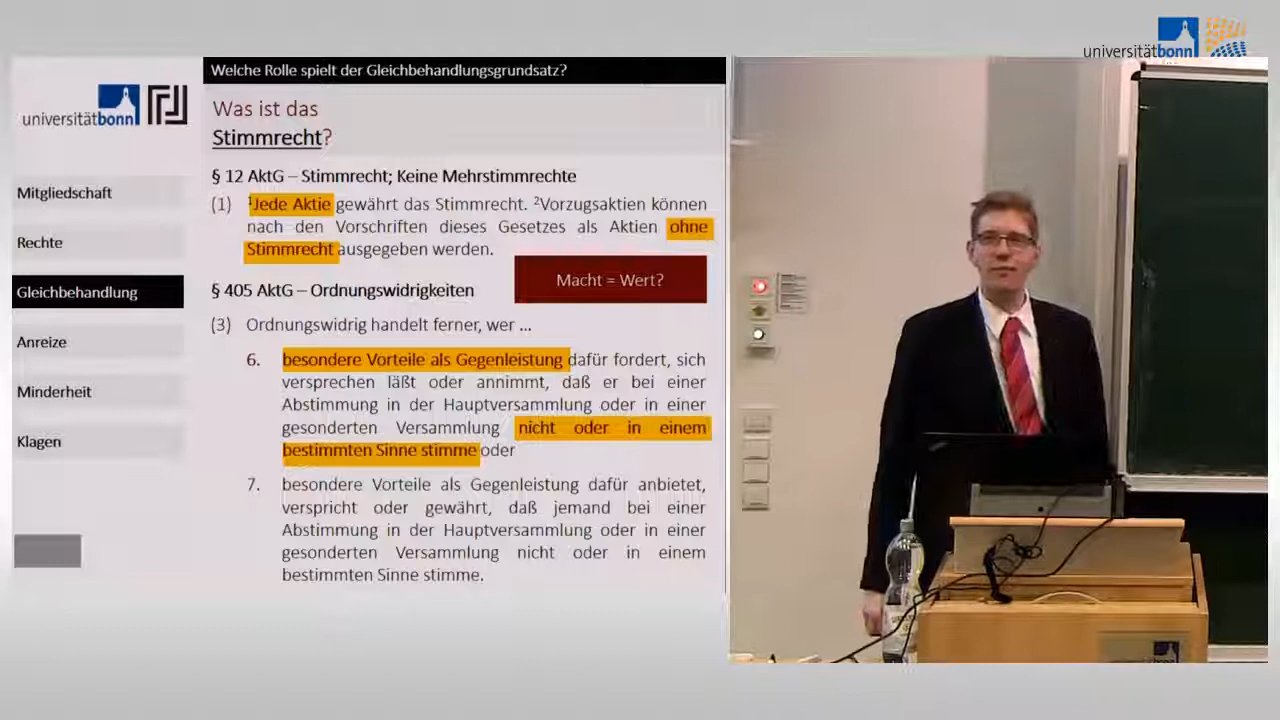 universitätbonn
Welche Rolle spielt der Gleichbehandlungsgrundsatz?
universitätbonn
Mitgliedschaft
Rechte
Gleichbehandlung
Anreize
Minderheit
Klagen
Was ist das
Stimmrecht?
§ 12 AktG – Stimmrecht; Keine Mehrstimmrechte
(1) ¹Jede Aktie gewährt das Stimmrecht. ²Vorzugsaktien können
nach den Vorschriften dieses Gesetzes als Aktien ohne
Stimmrecht ausgegeben werden.
Macht = Wert?
§ 405 AktG – Ordnungswidrigkeiten
(3) Ordnungswidrig handelt ferner, wer ...
6. besondere Vorteile als Gegenleistung dafür fordert, sich
versprechen läßt oder annimmt, daß er bei einer
Abstimmung in der Hauptversammlung oder in einer
gesonderten Versammlung nicht oder in einem
bestimmten Sinne stimme oder
7. besondere Vorteile als Gegenleistung dafür anbietet,
verspricht oder gewährt, daß jemand bei einer
Abstimmung in der Hauptversammlung oder in einer
gesonderten Versammlung nicht oder in einem
bestimmten Sinne stimme.